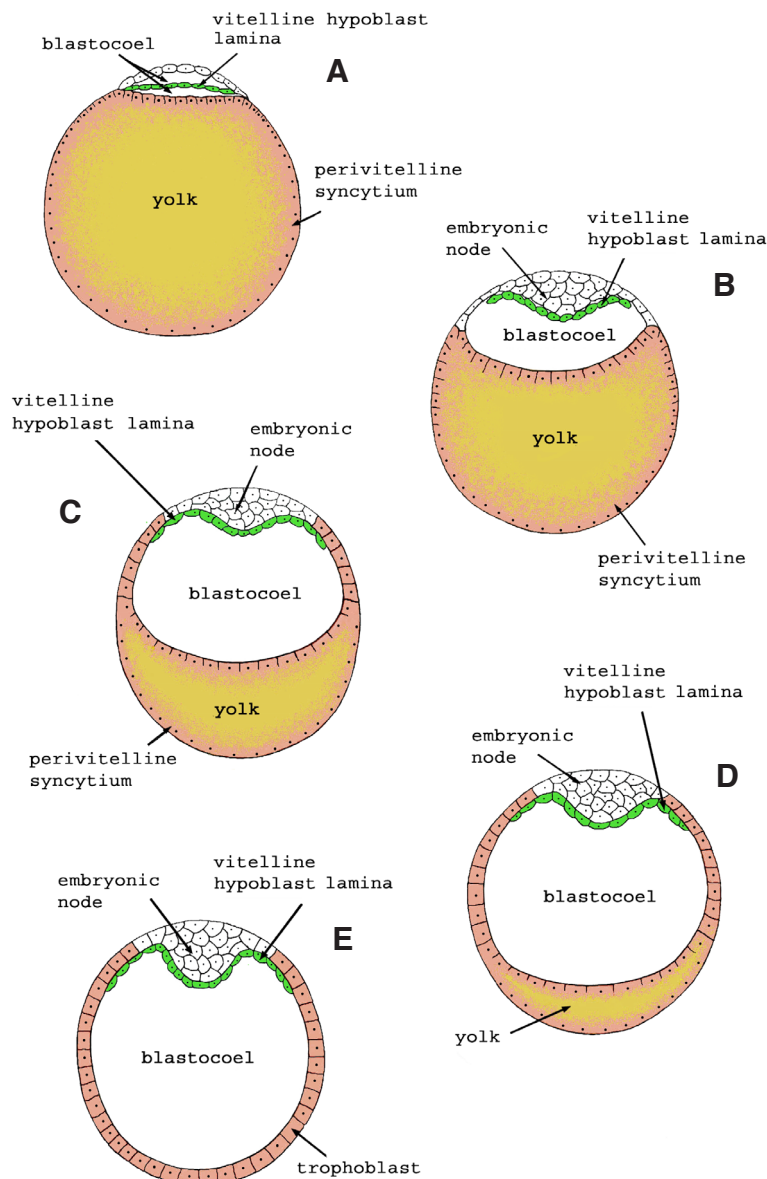 vitelline hypoblast
lamina
blastocoel
A
perivitelline
syncytium
yolk
vitelline
hypoblast lamina
embryonic
node
B
blastocoel
yolk
perivitelline
syncytium
vitelline
hypoblast lamina
embryonic
node
C
blastocoel
yolk
perivitelline
syncytium
vitelline
hypoblast lamina
embryonic
node
D
blastocoel
yolk
vitelline
hypoblast lamina
embryonic
node
E
blastocoel
trophoblast